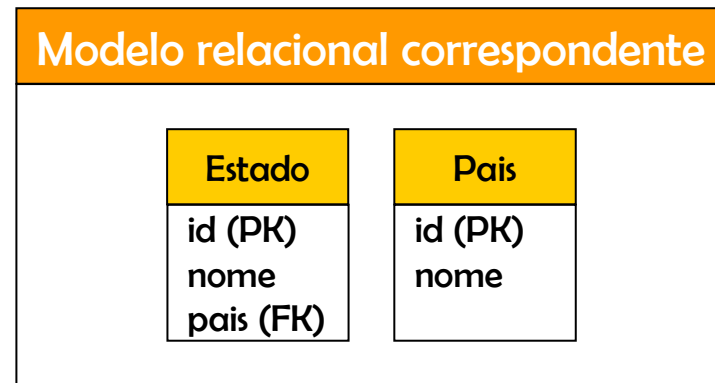 Modelo relacional correspondente
Estado
id (PK)
nome
pais (FK)
Pais
id (PK)
nome